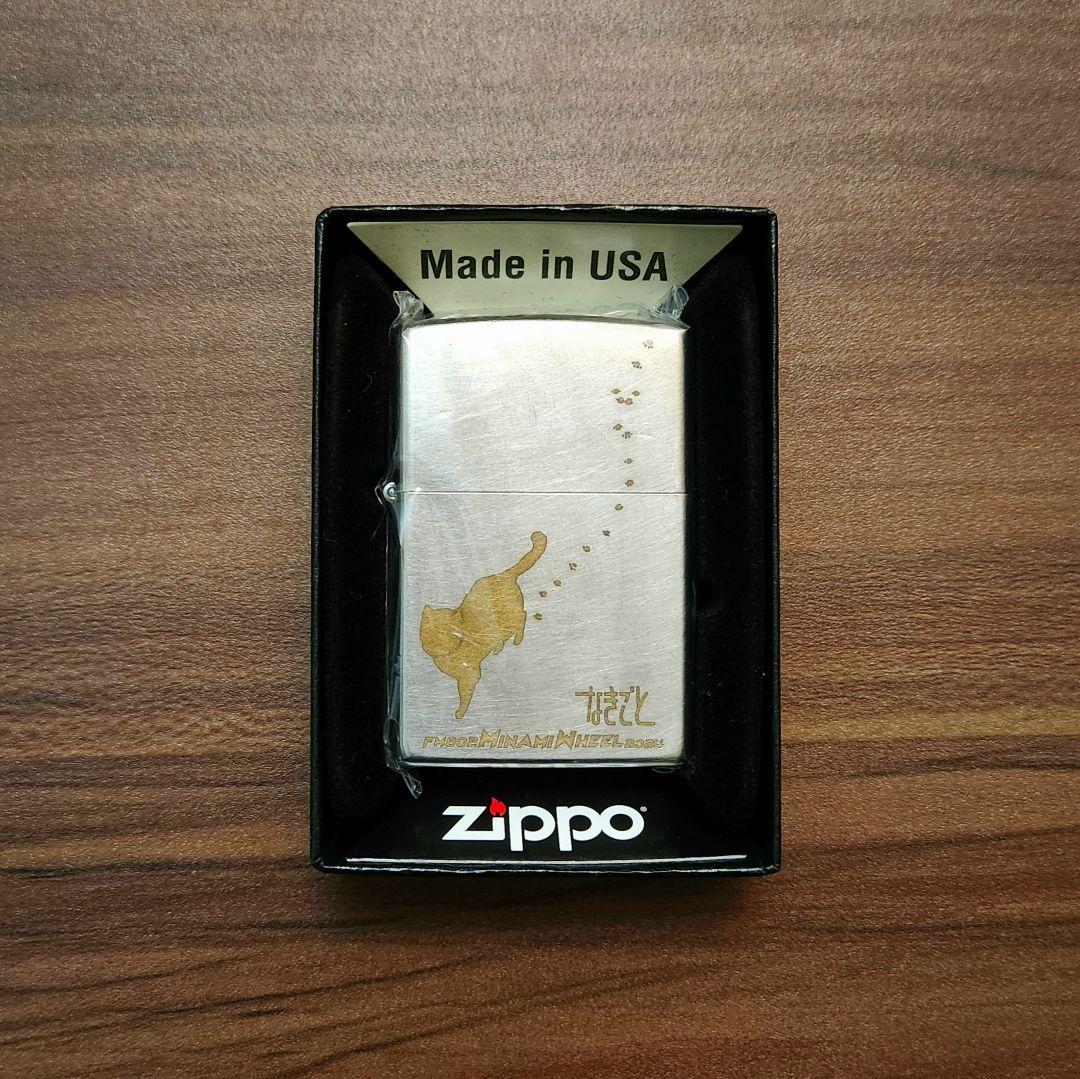 Made in USA
なきごと
FM802 MINAMI WHEEL 2024
zippo